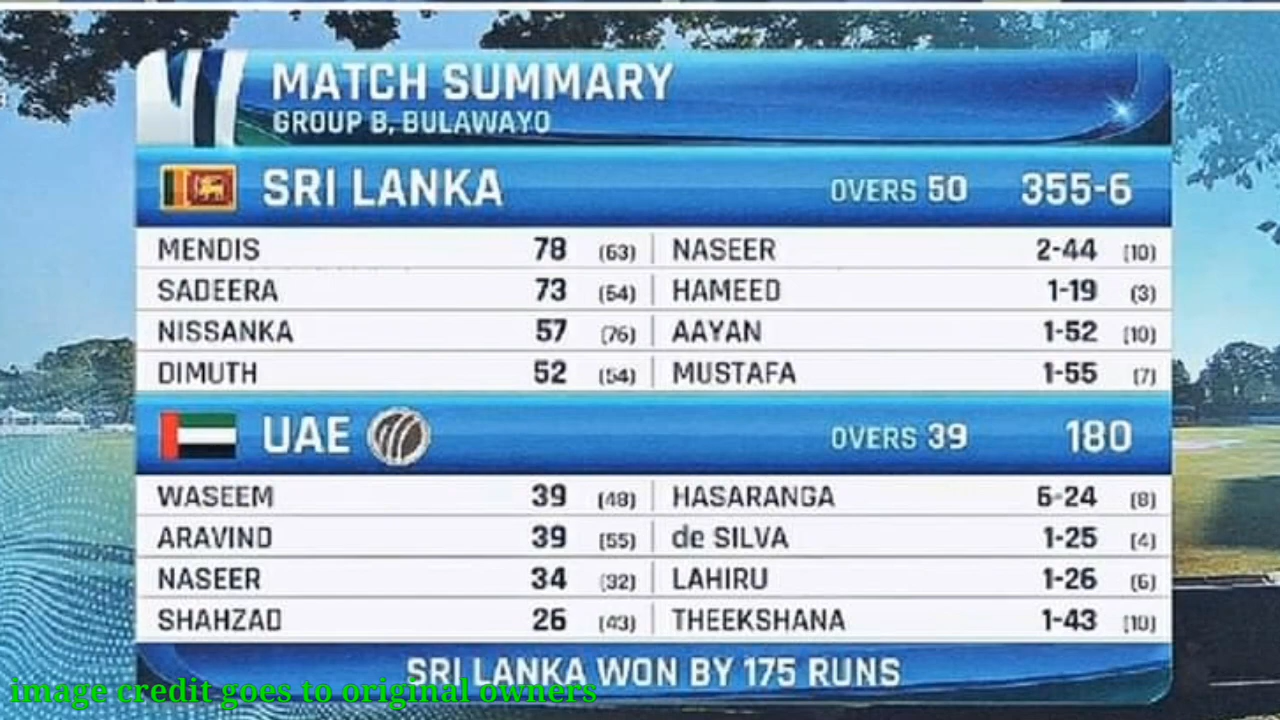 MATCH SUMMARY
GROUP B, BULAWAYO
SRI LANKA OVERS 50 355-6
MENDIS 78 (63) NASEER 2-44 (10)
SADEERA 73 (64) HAMEED 1-19 (3)
NISSANKA 57 (76) AAYAN 1-52 (10)
DIMUTH 52 (54) MUSTAFA 1-55 (7)
UAE OVERS 39 180
WASEEM 39 (48) HASARANGA 6-24 (8)
ARAVIND 39 (55) de SILVA 1-25 (4)
NASEER 34 (32) LAHIRU 1-26 (6)
SHAHZAD 26 (43) THEEKSHANA 1-43 (10)
SRI LANKA WON BY 175 RUNS
image credit goes to original owners